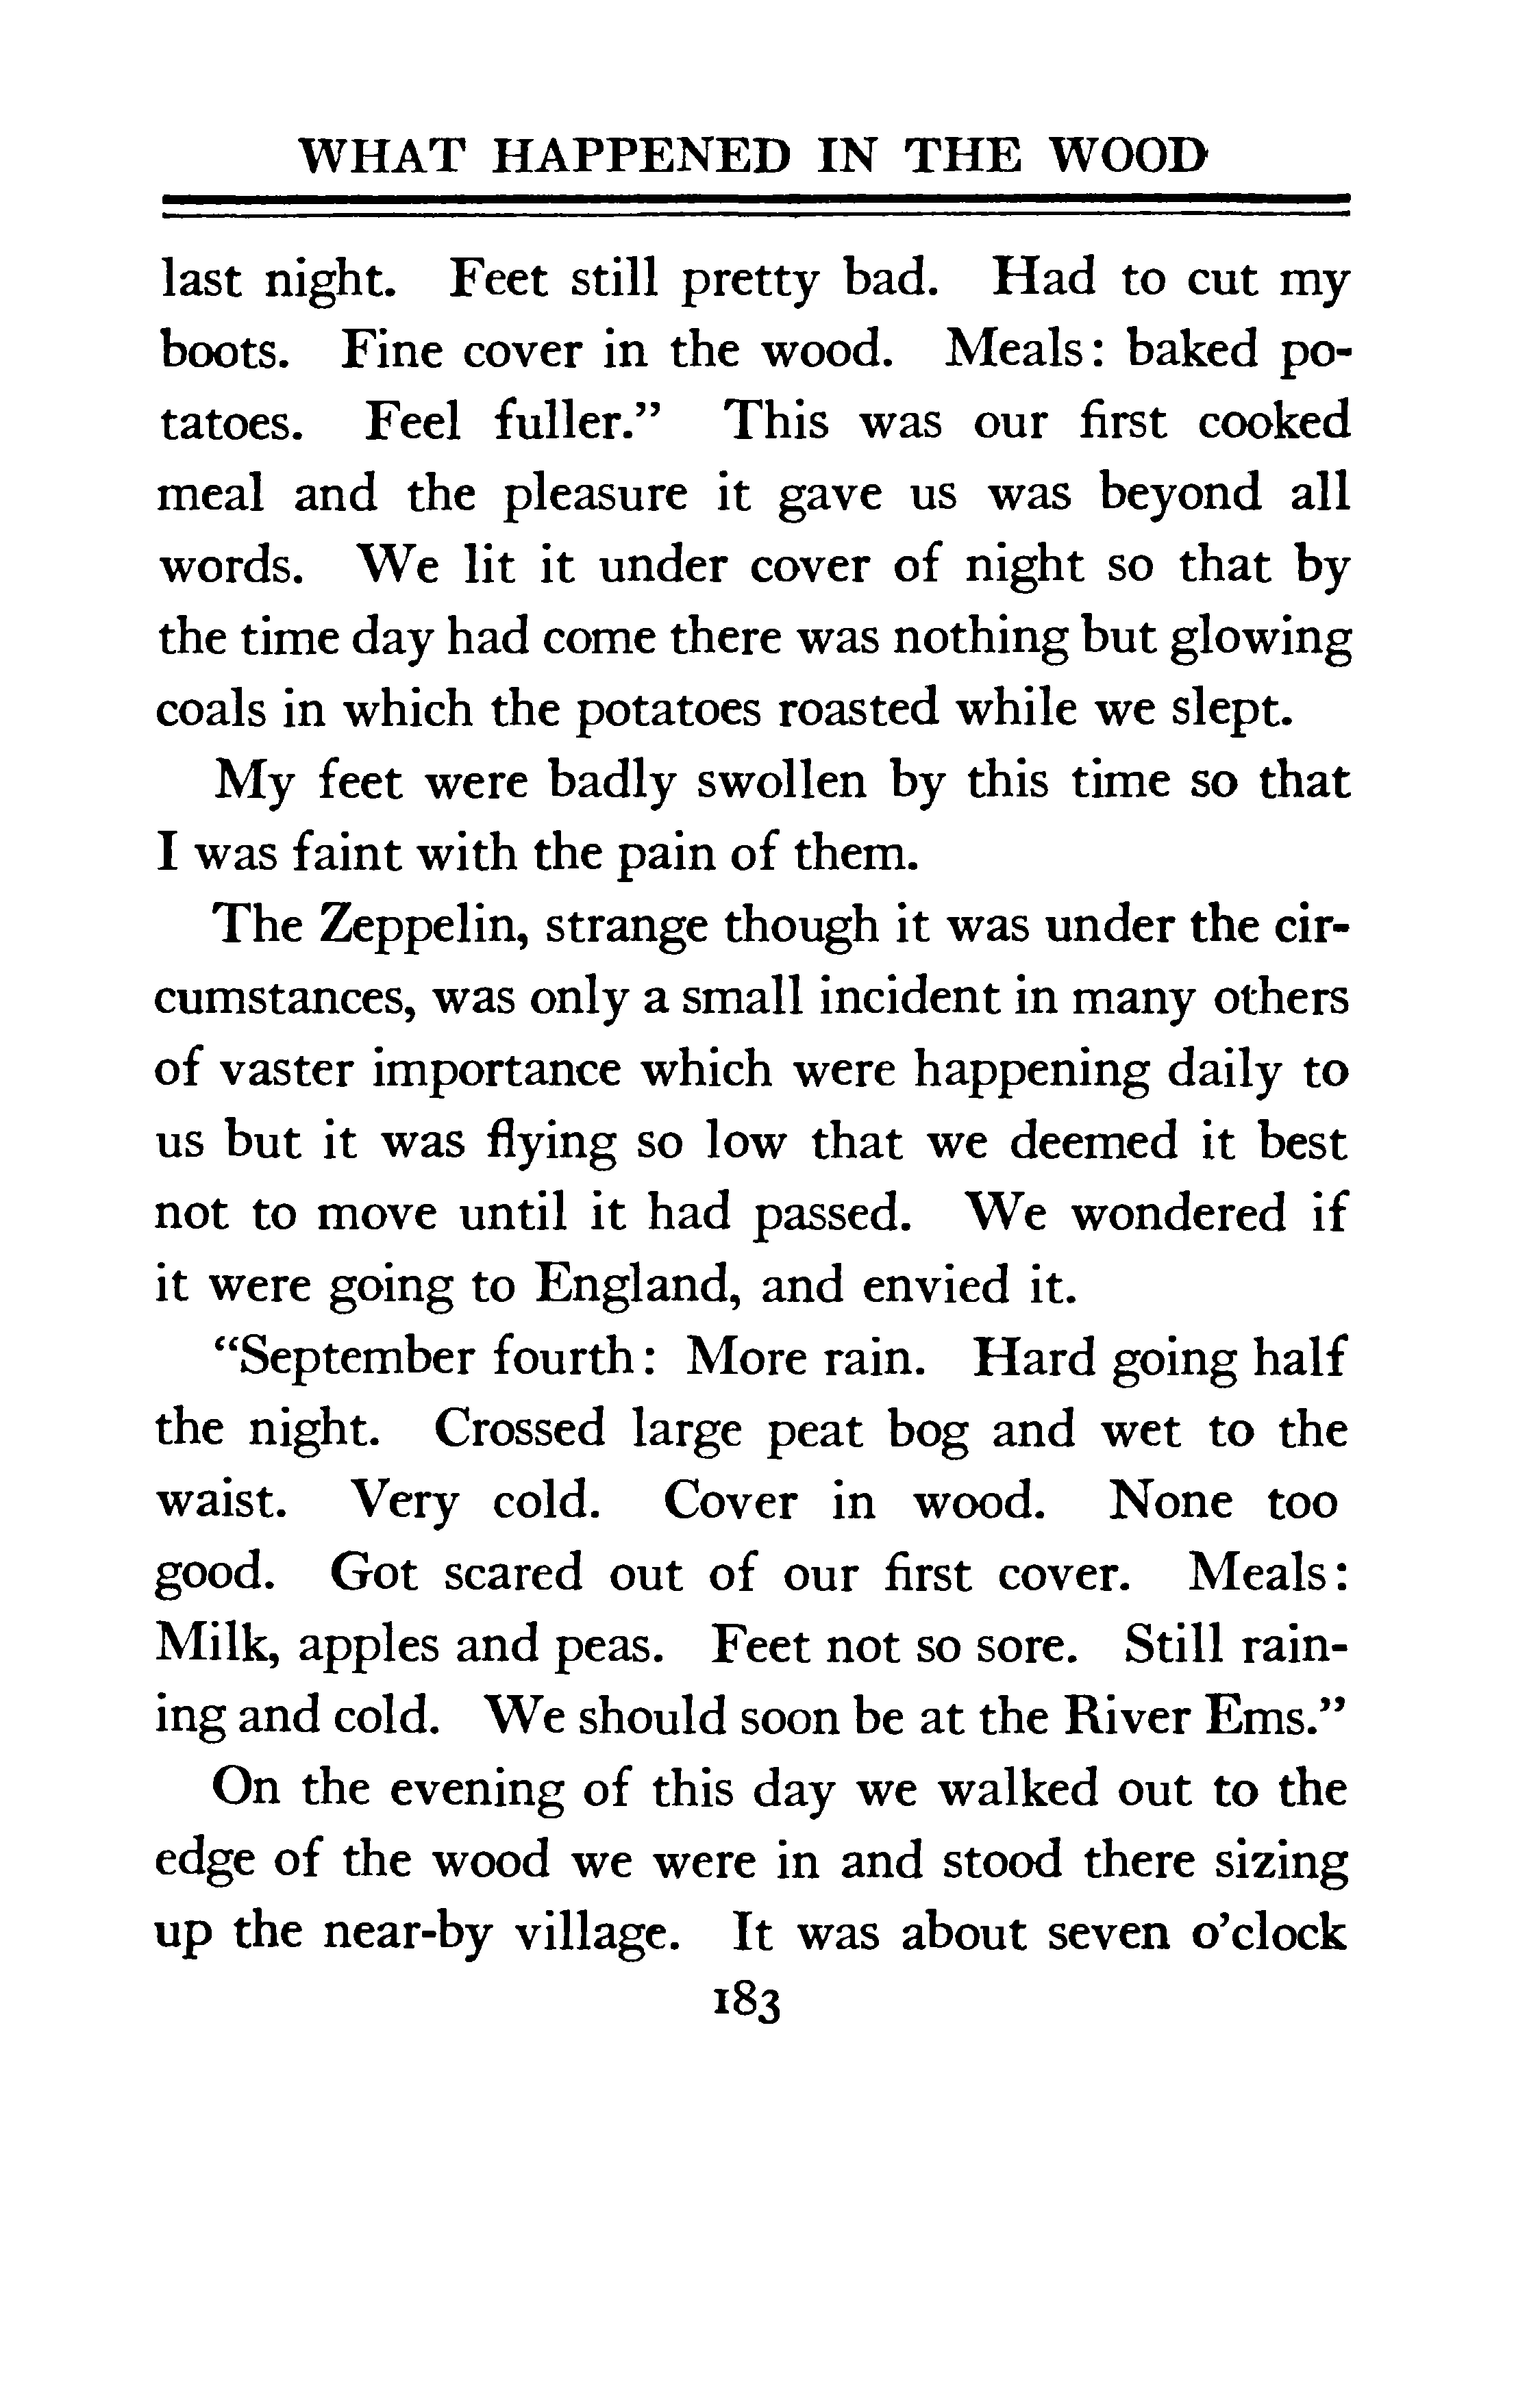 WHAT HAPPENED IN THE WOOD
last night. Feet still pretty bad. Had to cut my
boots. Fine cover in the wood. Meals: baked po-
tatoes. Feel fuller.” This was our first cooked
meal and the pleasure it gave us was beyond all
words. We lit it under cover of night so that by
the time day had come there was nothing but glowing
coals in which the potatoes roasted while we slept.
My feet were badly swollen by this time so that
I was faint with the pain of them.
The Zeppelin, strange though it was under the cir-
cumstances, was only a small incident in many others
of vaster importance which were happening daily to
us but it was flying so low that we deemed it best
not to move until it had passed. We wondered if
it were going to England, and envied it.
“September fourth: More rain. Hard going half
the night. Crossed large peat bog and wet to the
waist. Very cold. Cover in wood. None too
good. Got scared out of our first cover. Meals:
Milk, apples and peas. Feet not so sore. Still rain-
ing and cold. We should soon be at the River Ems.”
On the evening of this day we walked out to the
edge of the wood we were in and stood there sizing
up the near-by village. It was about seven o’clock
183